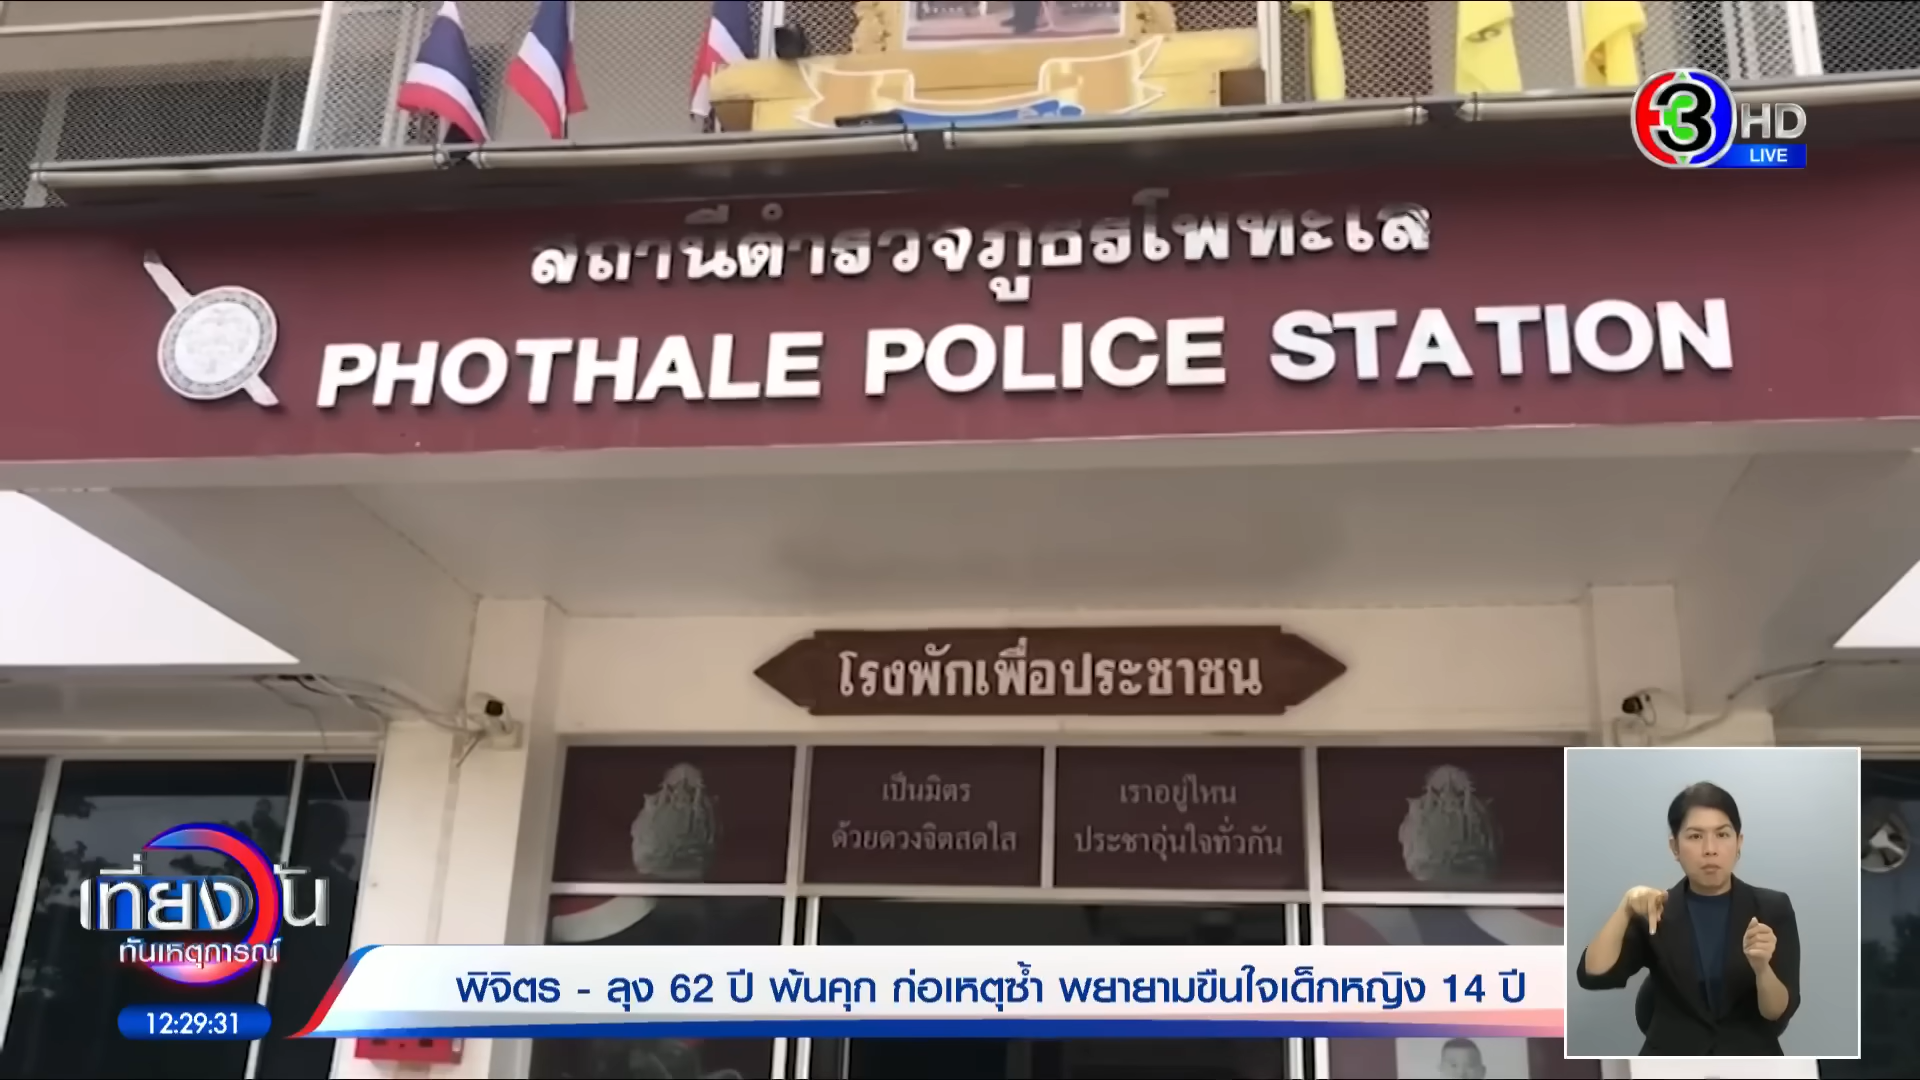 3 HD
LIVE
สถานีตำรวจภูธรโพทะเล
PHOTHALE POLICE STATION
โรงพักเพื่อประชาชน
เป็นมิตร
ด้วยดวงจิตสดใส
เราอยู่ไหน
ประชาอุ่นใจทั่วกัน
เที่ยงวัน
ทันเหตุการณ์
12:29:31
พิจิตร - ลุง 62 ปี พ้นคุก ก่อเหตุซ้ำ พยายามขืนใจเด็กหญิง 14 ปี